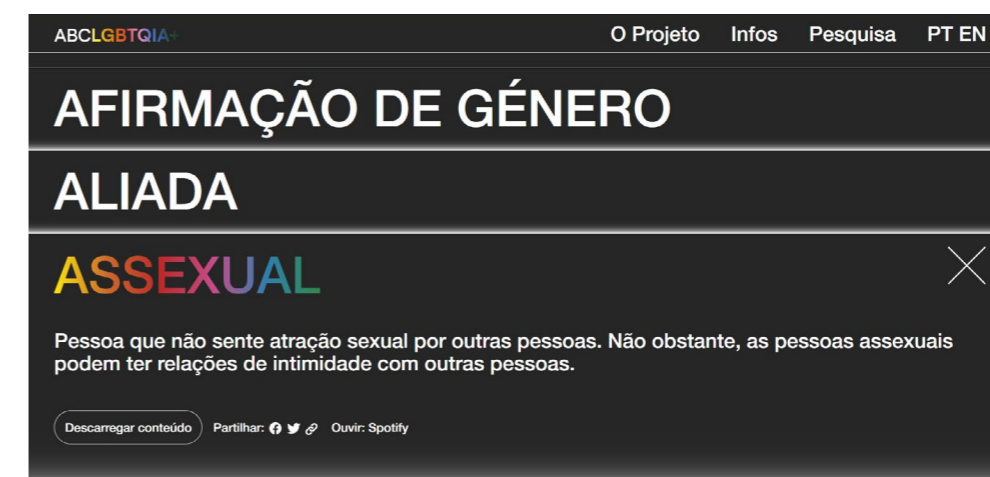 ABCLGBTQIA+ O Projeto Infos Pesquisa PT EN
AFIRMAÇÃO DE GÉNERO
ALIADA
ASSEXUAL
Pessoa que não sente atração sexual por outras pessoas. Não obstante, as pessoas assexuais
podem ter relações de intimidade com outras pessoas.
Descarregar conteúdo Partilhar: Ouvir: Spotify